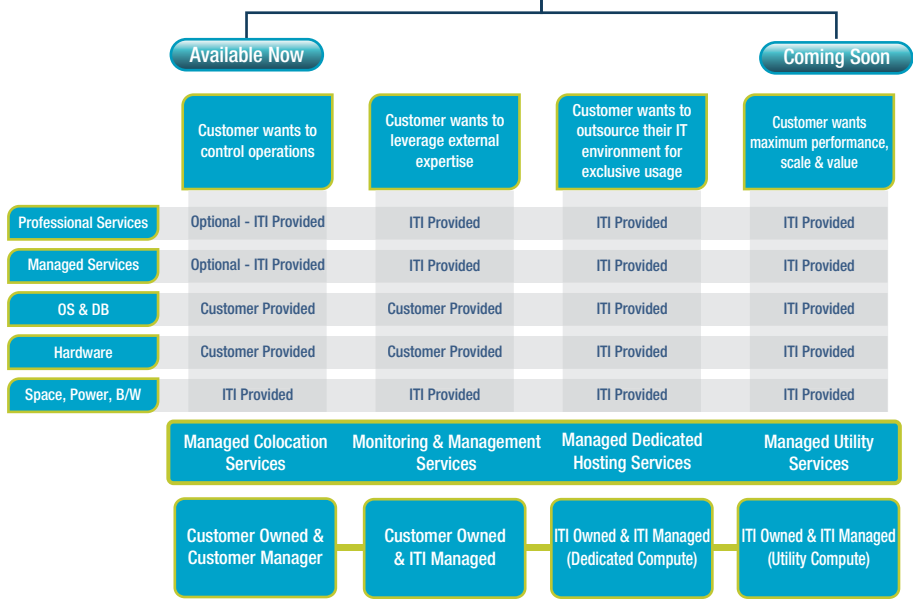 Available Now
Coming Soon
Customer wants to
control operations
Customer wants to
leverage external
expertise
Customer wants to
outsource their IT
environment for
exclusive usage
Customer wants
maximum performance,
scale & value
Professional Services
Optional - ITI Provided
ITI Provided
ITI Provided
ITI Provided
Managed Services
Optional - ITI Provided
ITI Provided
ITI Provided
ITI Provided
OS & DB
Customer Provided
Customer Provided
ITI Provided
ITI Provided
Hardware
Customer Provided
Customer Provided
ITI Provided
ITI Provided
Space, Power, B/W
ITI Provided
ITI Provided
ITI Provided
ITI Provided
Managed Colocation
Services
Monitoring & Management
Services
Managed Dedicated
Hosting Services
Managed Utility
Services
Customer Owned &
Customer Manager
Customer Owned
& ITI Managed
ITI Owned & ITI Managed
(Dedicated Compute)
ITI Owned & ITI Managed
(Utility Compute)